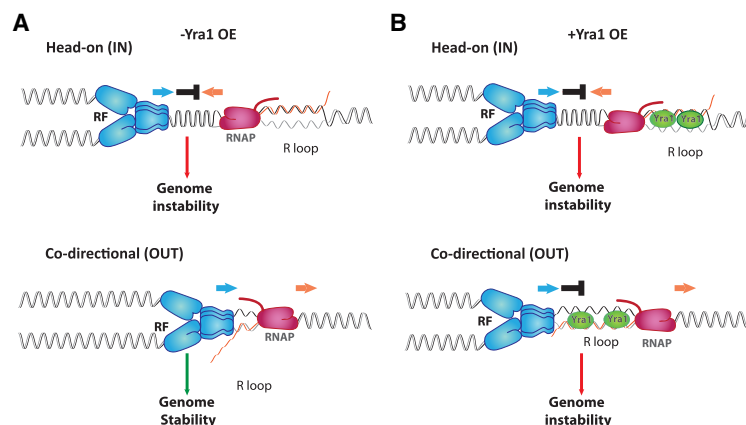 A
-Yra1 OE
Head-on (IN)
RF
RNAP
R loop
Genome
instability
Co-directional (OUT)
RF
RNAP
R loop
Genome
Stability
B
+Yra1 OE
Head-on (IN)
RF
Yra1 Yra1
RNAP
R loop
Genome
instability
Co-directional (OUT)
RF
Yra1 Yra1
R loop
RNAP
Genome
instability